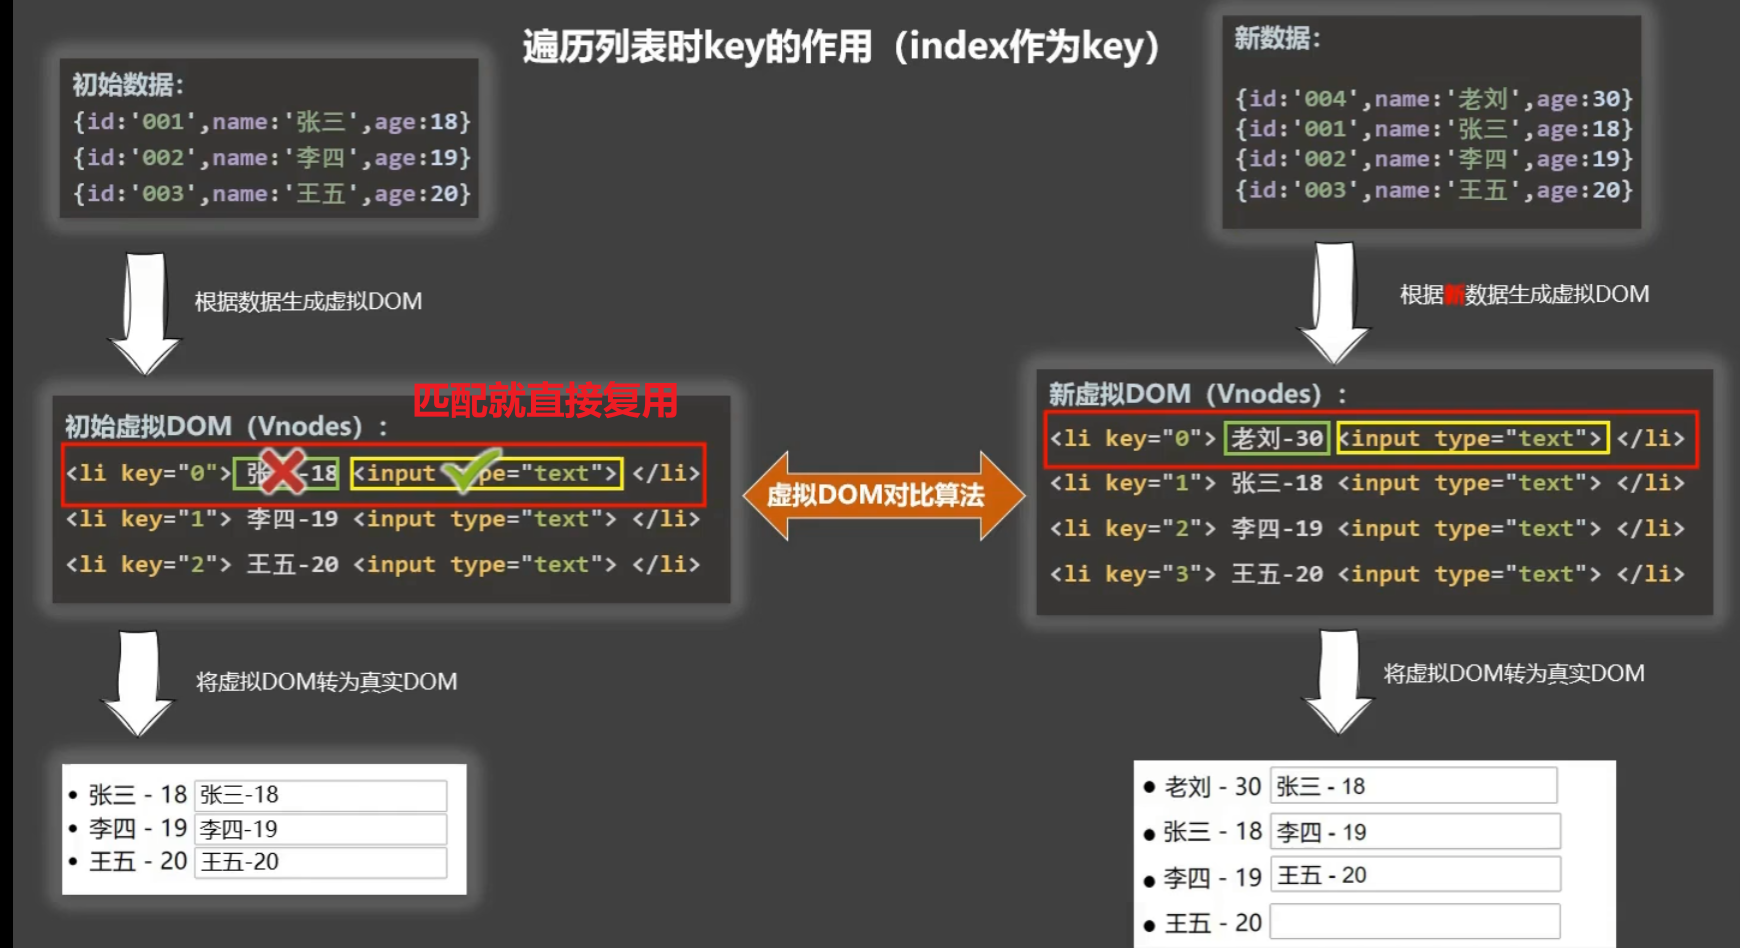 遍历列表时key的作用（index作为key）
初始数据：
{id:'001',name:'张三',age:18}
{id:'002',name:'李四',age:19}
{id:'003',name:'王五',age:20}
根据数据生成虚拟DOM
匹配就直接复用
初始虚拟DOM（Vnodes）：
<li key="0"> 张-18 <input type="text"> </li>
<li key="1"> 李四-19 <input type="text"> </li>
<li key="2"> 王五-20 <input type="text"> </li>
将虚拟DOM转为真实DOM
• 张三 - 18 张三-18
• 李四 - 19 李四-19
• 王五 - 20 王五-20
虚拟DOM对比算法
新数据：
{id:'004',name:'老刘',age:30}
{id:'001',name:'张三',age:18}
{id:'002',name:'李四',age:19}
{id:'003',name:'王五',age:20}
根据新数据生成虚拟DOM
新虚拟DOM（Vnodes）：
<li key="0"> 老刘-30 <input type="text"> </li>
<li key="1"> 张三-18 <input type="text"> </li>
<li key="2"> 李四-19 <input type="text"> </li>
<li key="3"> 王五-20 <input type="text"> </li>
将虚拟DOM转为真实DOM
● 老刘 - 30 张三 - 18
● 张三 - 18 李四 - 19
● 李四 - 19 王五 - 20
● 王五 - 20